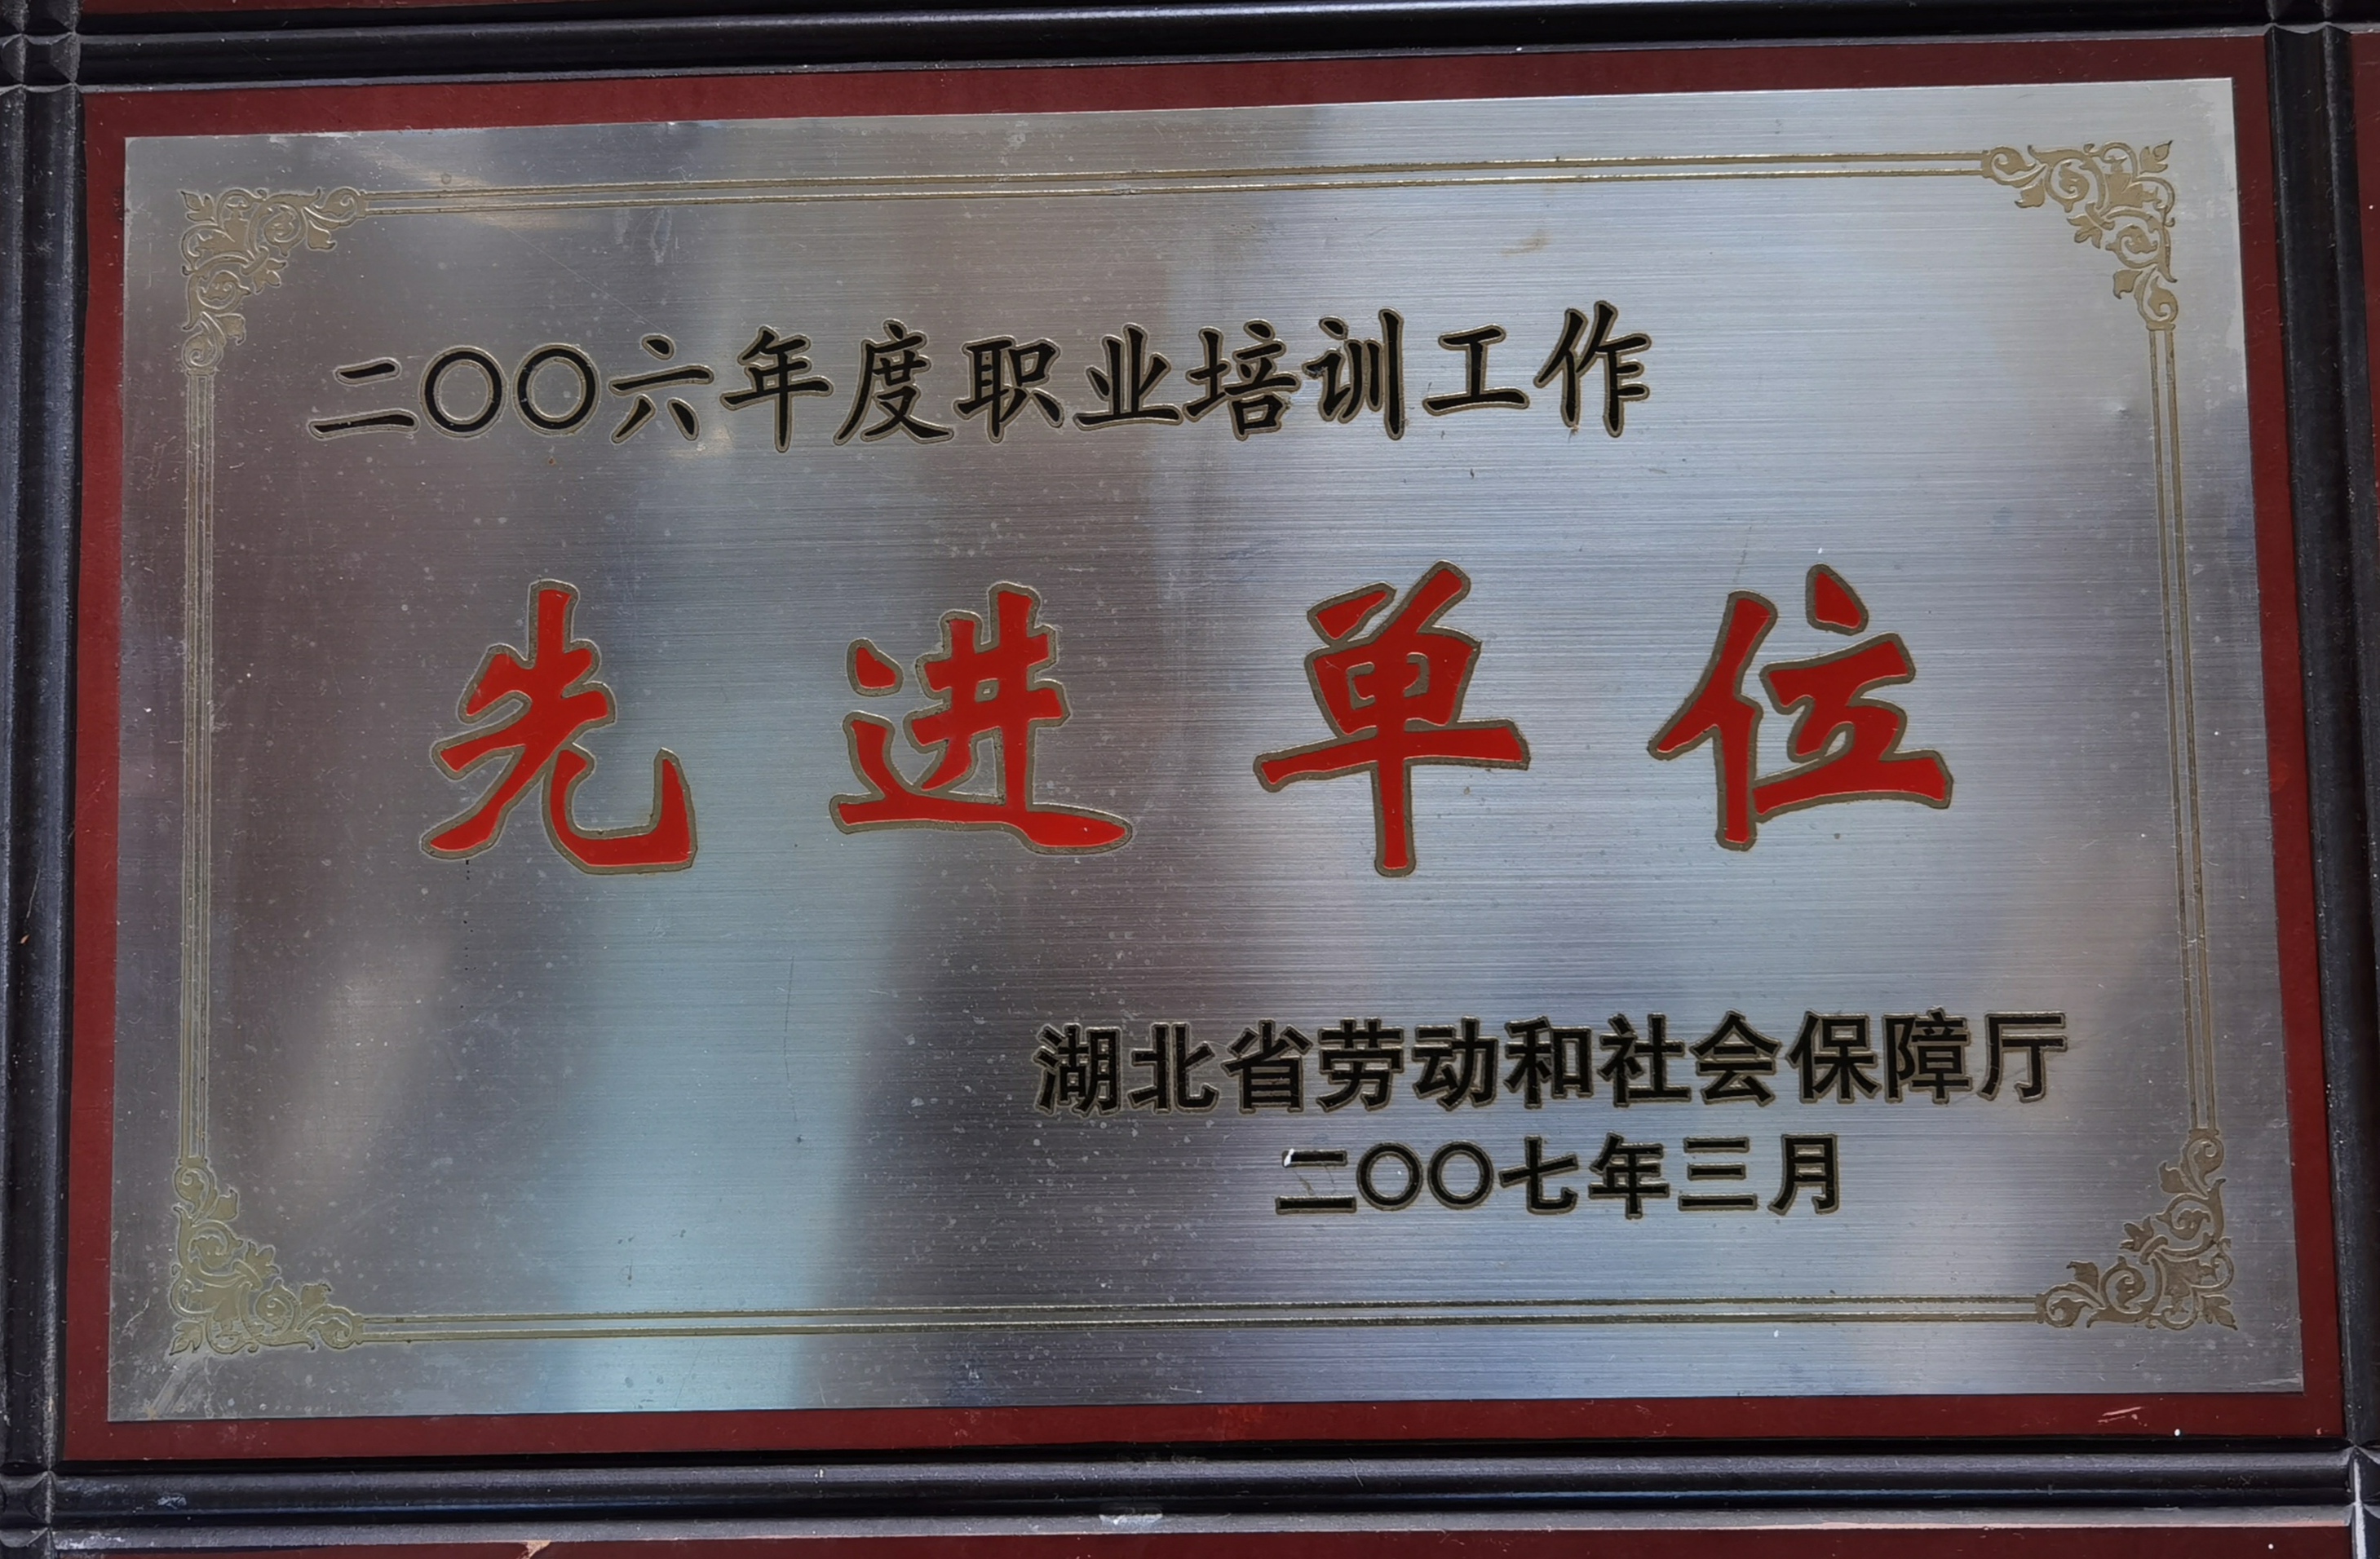 二〇〇六年度职业培训工作
先进单位
湖北省劳动和社会保障厅
二〇〇七年三月